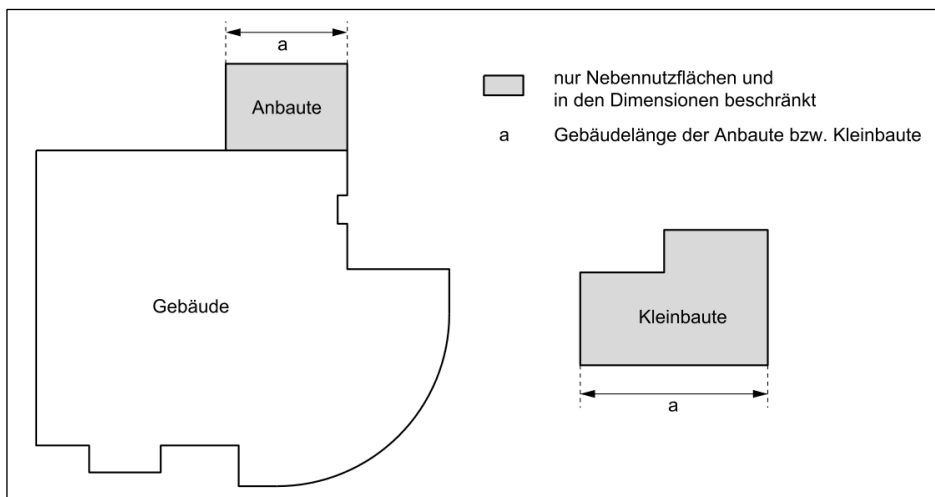 a
Anbaute
nur Nebennutzflächen und
in den Dimensionen beschränkt
a Gebäudelänge der Anbaute bzw. Kleinbaute
Gebäude
Kleinbaute
a